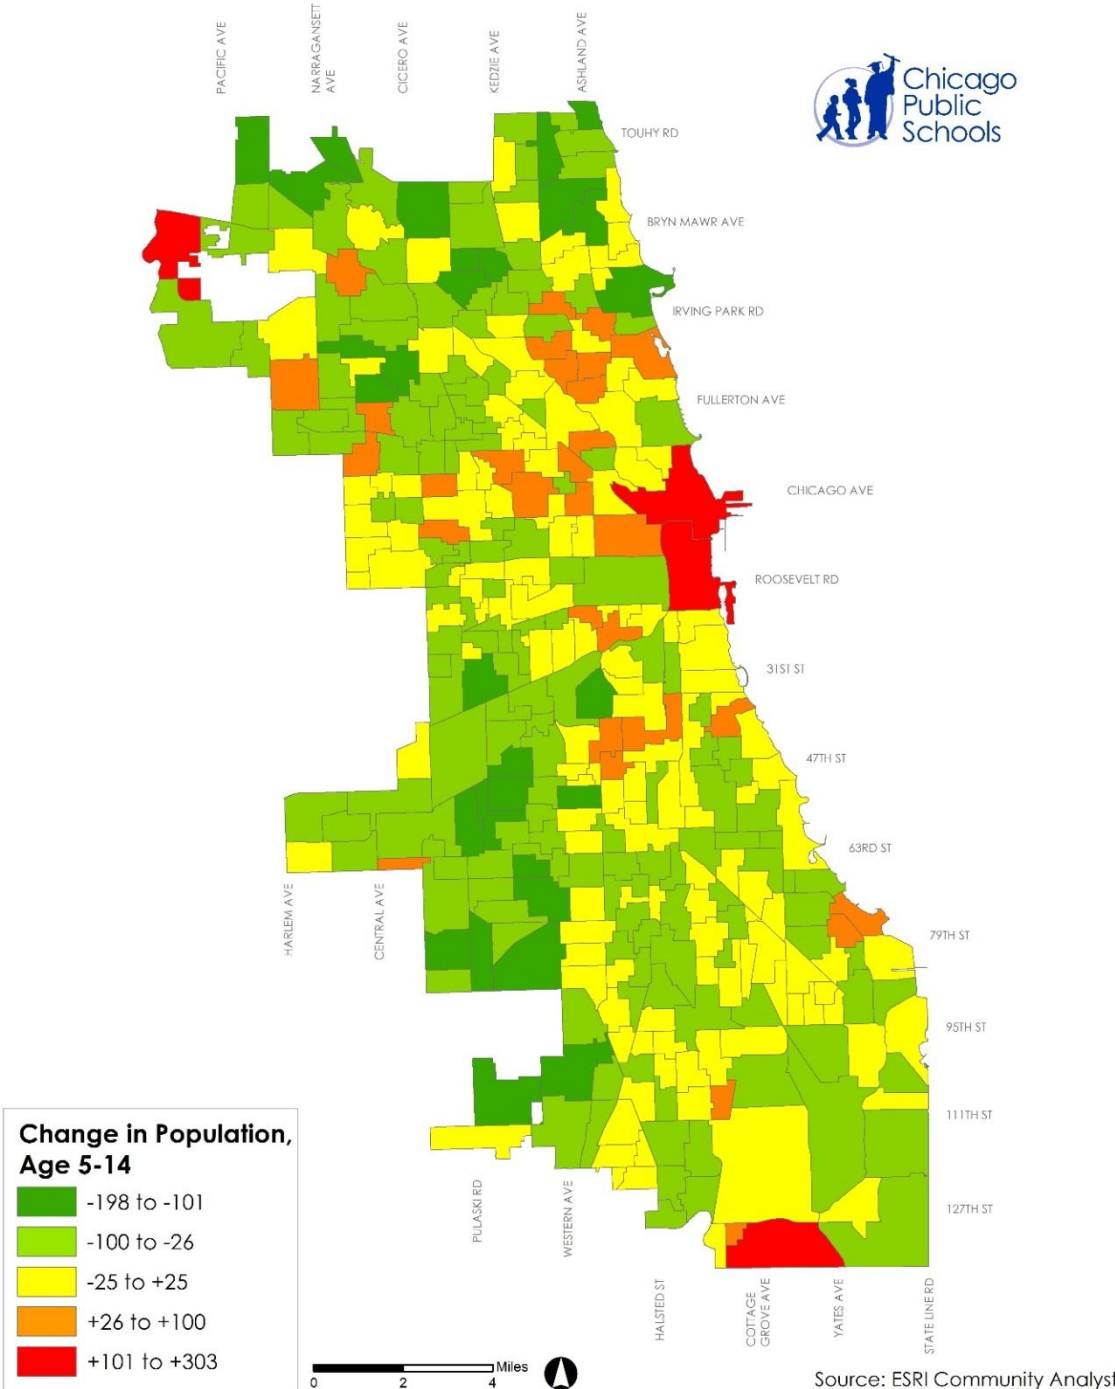 PACIFIC AVE
NARRAGANSETT
AVE
CICERO AVE
KEDZIE AVE
ASHLAND AVE
Chicago
Public
Schools
TOUHY RD
BRYN MAWR AVE
IRVING PARK RD
FULLERTON AVE
CHICAGO AVE
ROOSEVELT RD
31ST ST
47TH ST
63RD ST
HARLEM AVE
CENTRAL AVE
79TH ST
95TH ST
111TH ST
127TH ST
PULASKI RD
WESTERN AVE
HALSTED ST
COTTAGE
GROVE AVE
YATES AVE
STATE LINE RD
Change in Population,
Age 5-14
-198 to -101
-100 to -26
-25 to +25
+26 to +100
+101 to +303
Miles
0 2 4
Source: ESRI Community Analyst